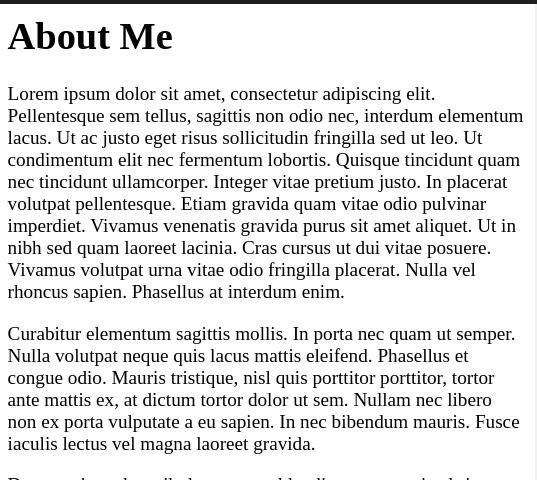 About Me
Lorem ipsum dolor sit amet, consectetur adipiscing elit.
Pellentesque sem tellus, sagittis non odio nec, interdum elementum
lacus. Ut ac justo eget risus sollicitudin fringilla sed ut leo. Ut
condimentum elit nec fermentum lobortis. Quisque tincidunt quam
nec tincidunt ullamcorper. Integer vitae pretium justo. In placerat
volutpat pellentesque. Etiam gravida quam vitae odio pulvinar
imperdiet. Vivamus venenatis gravida purus sit amet aliquet. Ut in
nibh sed quam laoreet lacinia. Cras cursus ut dui vitae posuere.
Vivamus volutpat urna vitae odio fringilla placerat. Nulla vel
rhoncus sapien. Phasellus at interdum enim.
Curabitur elementum sagittis mollis. In porta nec quam ut semper.
Nulla volutpat neque quis lacus mattis eleifend. Phasellus et
congue odio. Mauris tristique, nisl quis porttitor porttitor, tortor
ante mattis ex, at dictum tortor dolor ut sem. Nullam nec libero
non ex porta vulputate a eu sapien. In nec bibendum mauris. Fusce
iaculis lectus vel magna laoreet gravida.